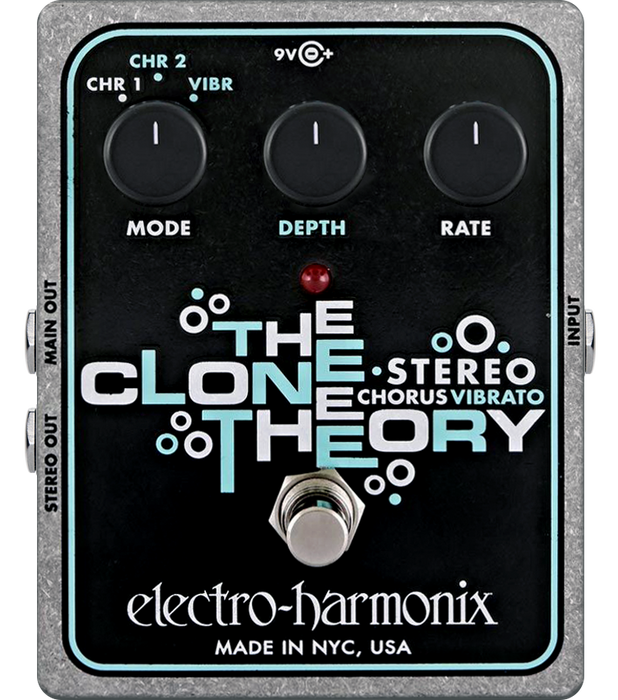 9V
CHR 2
CHR 1
VIBR
MODE
DEPTH
RATE
MAIN OUT
INPUT
THE
CLONE
THEORY
STEREO
CHORUS VIBRATO
STEREO OUT
electro-harmonix
MADE IN NYC, USA